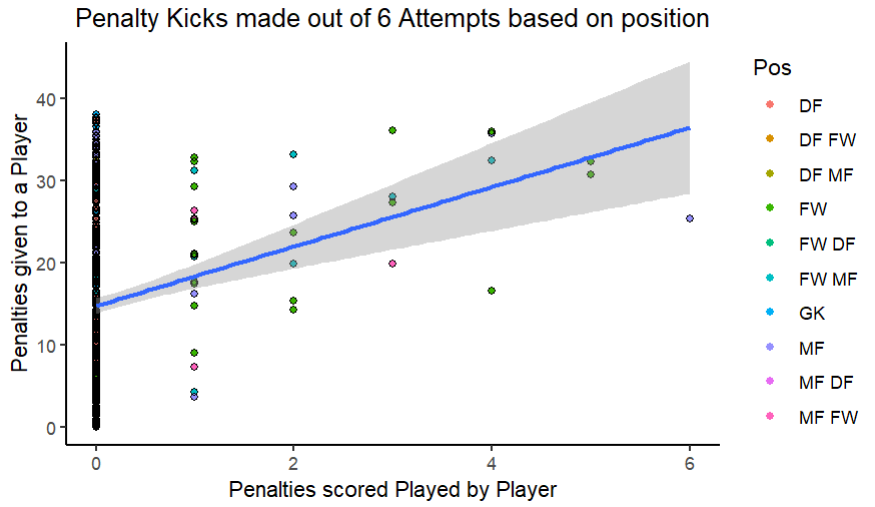 Penalty Kicks made out of 6 Attempts based on position
Penalties given to a Player
40
30
20
10
0
0
2
4
6
Penalties scored Played by Player
Pos
DF
DF FW
DF MF
FW
FW DF
FW MF
GK
MF
MF DF
MF FW